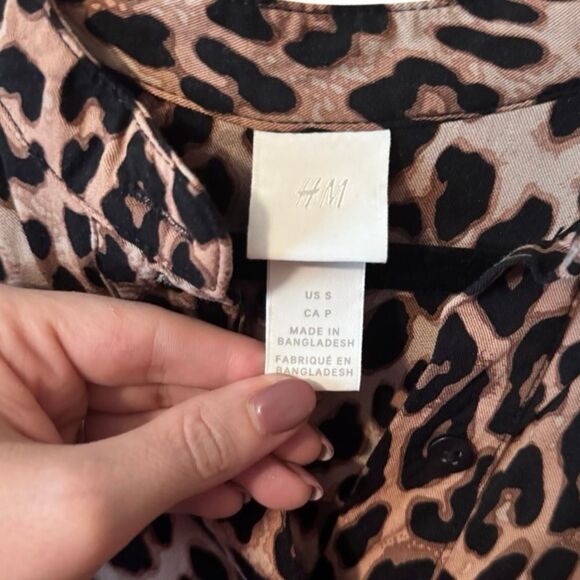 H&M
US S
CA P
MADE IN
BANGLADESH
FABRIQUÉ EN
BANGLADESH